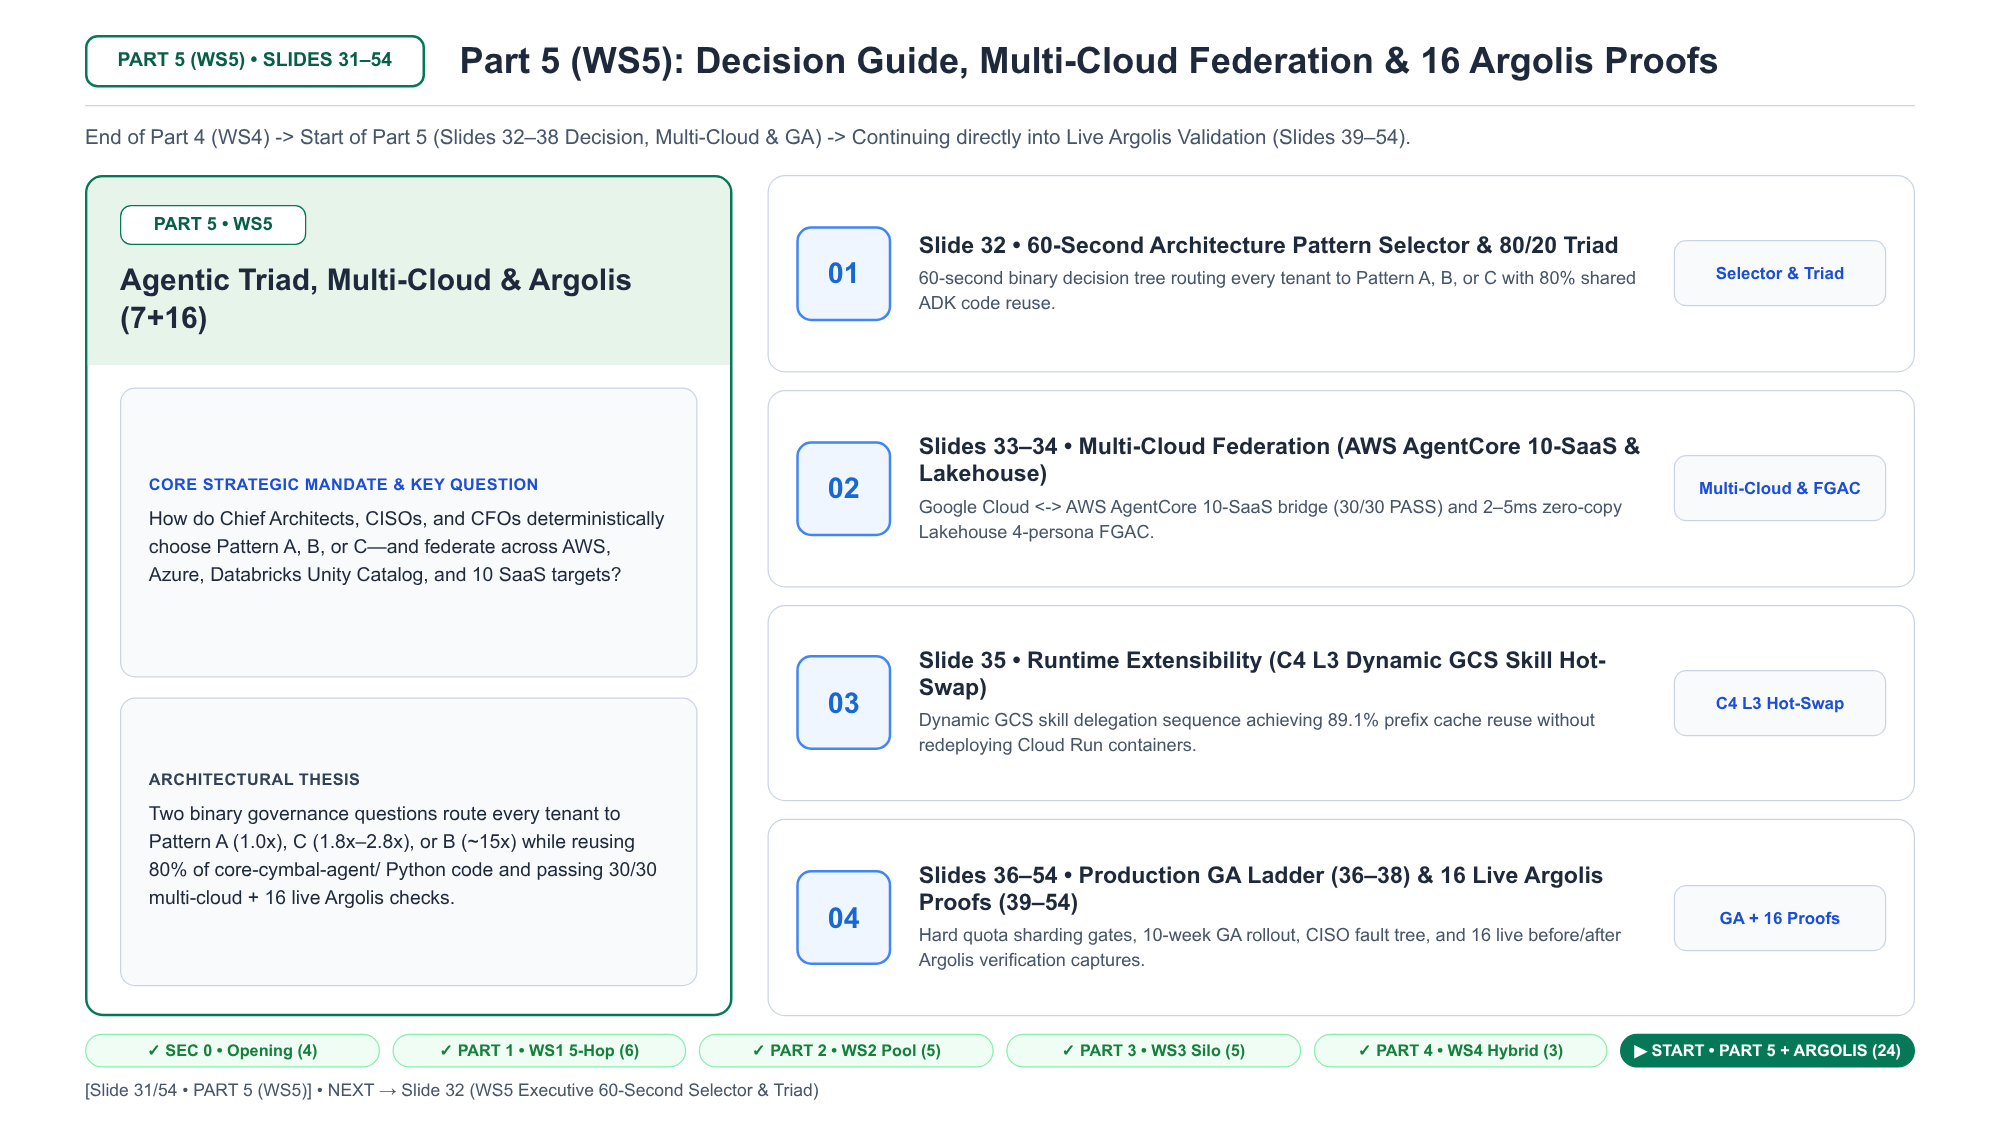 PART 5 (WS5) • SLIDES 31–54
Part 5 (WS5): Decision Guide, Multi-Cloud Federation & 16 Argolis Proofs
End of Part 4 (WS4) -> Start of Part 5 (Slides 32–38 Decision, Multi-Cloud & GA) -> Continuing directly into Live Argolis Validation (Slides 39–54).
PART 5 • WS5
Agentic Triad, Multi-Cloud & Argolis
(7+16)
CORE STRATEGIC MANDATE & KEY QUESTION
How do Chief Architects, CISOs, and CFOs deterministically
choose Pattern A, B, or C—and federate across AWS,
Azure, Databricks Unity Catalog, and 10 SaaS targets?
ARCHITECTURAL THESIS
Two binary governance questions route every tenant to
Pattern A (1.0x), C (1.8x–2.8x), or B (~15x) while reusing
80% of core-cymbal-agent/ Python code and passing 30/30
multi-cloud + 16 live Argolis checks.
01
Slide 32 • 60-Second Architecture Pattern Selector & 80/20 Triad
60-second binary decision tree routing every tenant to Pattern A, B, or C with 80% shared
ADK code reuse.
Selector & Triad
02
Slides 33–34 • Multi-Cloud Federation (AWS AgentCore 10-SaaS &
Lakehouse)
Google Cloud <-> AWS AgentCore 10-SaaS bridge (30/30 PASS) and 2–5ms zero-copy
Lakehouse 4-persona FGAC.
Multi-Cloud & FGAC
03
Slide 35 • Runtime Extensibility (C4 L3 Dynamic GCS Skill Hot-
Swap)
Dynamic GCS skill delegation sequence achieving 89.1% prefix cache reuse without
redeploying Cloud Run containers.
C4 L3 Hot-Swap
04
Slides 36–54 • Production GA Ladder (36–38) & 16 Live Argolis
Proofs (39–54)
Hard quota sharding gates, 10-week GA rollout, CISO fault tree, and 16 live before/after
Argolis verification captures.
GA + 16 Proofs
✓ SEC 0 • Opening (4)
✓ PART 1 • WS1 5-Hop (6)
✓ PART 2 • WS2 Pool (5)
✓ PART 3 • WS3 Silo (5)
✓ PART 4 • WS4 Hybrid (3)
▶ START • PART 5 + ARGOLIS (24)
[Slide 31/54 • PART 5 (WS5)] • NEXT → Slide 32 (WS5 Executive 60-Second Selector & Triad)